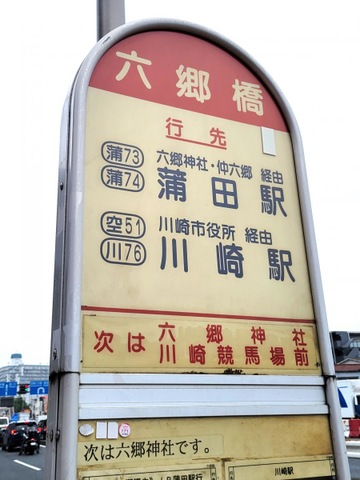 六郷橋
行先
蒲73
蒲74
六郷神社・仲六郷 経由
蒲田駅
空51
川76
川崎市役所 経由
川崎駅
次は
六郷神社
川崎競馬場前
次は六郷神社です。
川崎駅